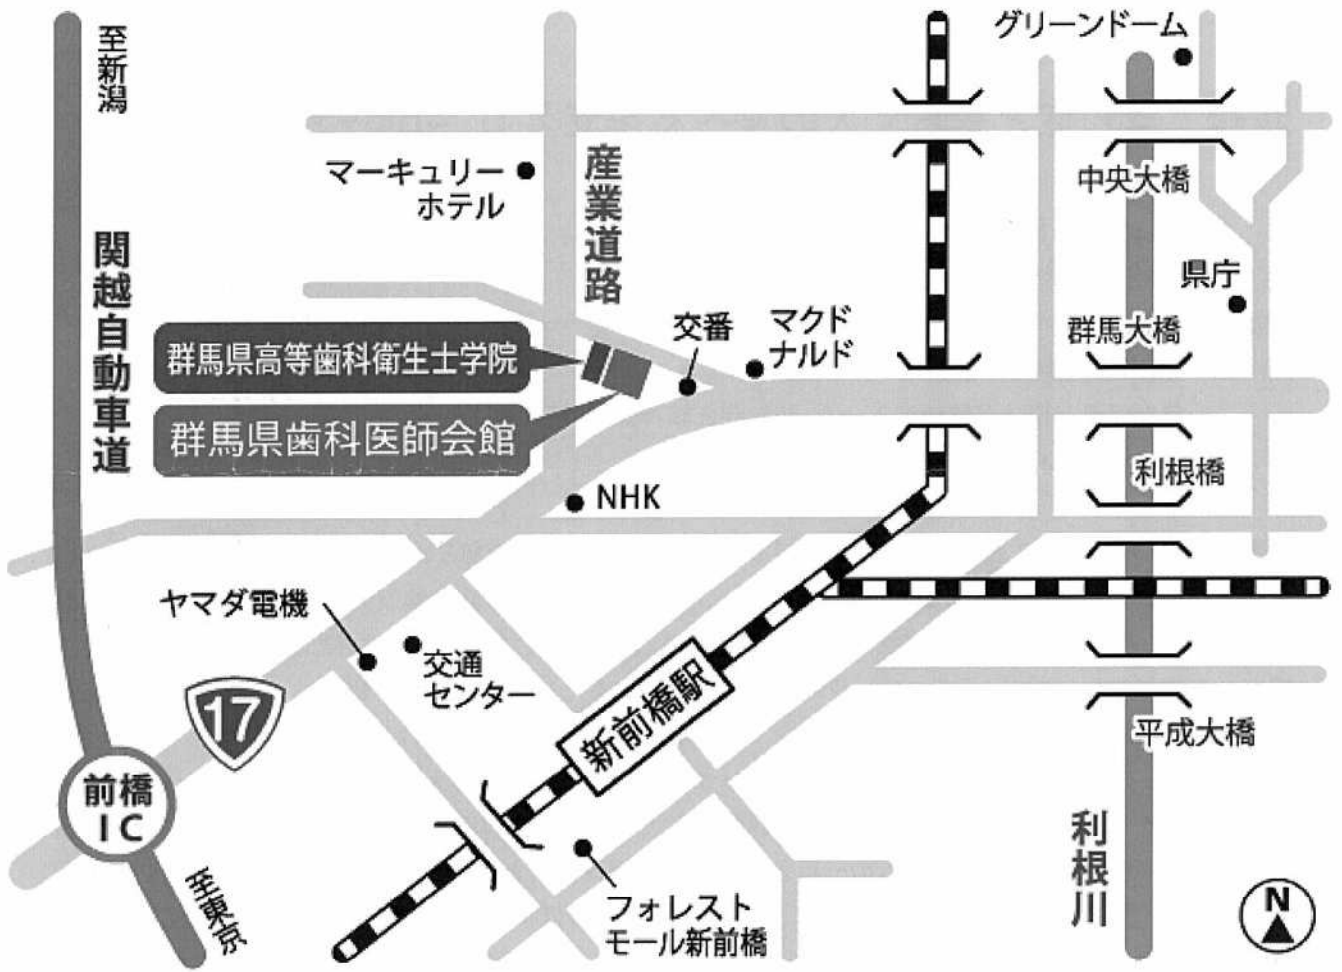 至新潟
グリーンドーム
マーキュリー
ホテル
産業道路
中央大橋
関越自動車道
県庁
交番
マクド
ナルド
群馬大橋
群馬県高等歯科衛生士学院
群馬県歯科医師会館
利根橋
NHK
ヤマダ電機
交通
センター
17
新前橋駅
平成大橋
前橋
IC
利根川
至東京
フォレスト
モール新前橋
N